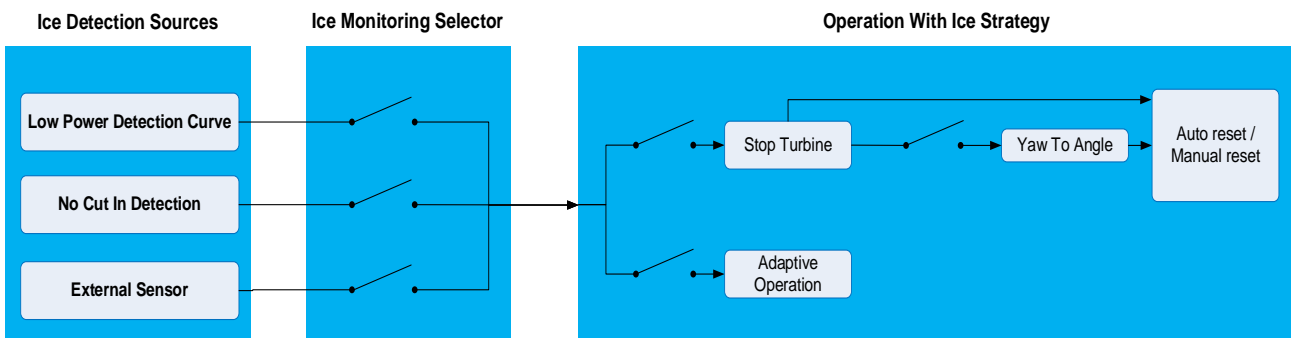 Ice Detection Sources
Ice Monitoring Selector
Operation With Ice Strategy
Low Power Detection Curve
No Cut In Detection
External Sensor
Stop Turbine
Yaw To Angle
Auto reset /
Manual reset
Adaptive
Operation